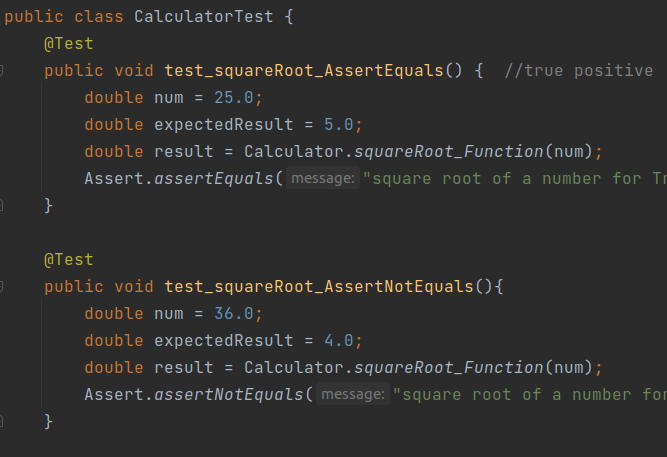 public class CalculatorTest {
@Test
public void test_squareRoot_AssertEquals() {  //true positive
double num = 25.0;
double expectedResult = 5.0;
double result = Calculator.squareRoot_Function(num);
Assert.assertEquals( message: "square root of a number for
}
@Test
public void test_squareRoot_AssertNotEquals(){
double num = 36.0;
double expectedResult = 4.0;
double result = Calculator.squareRoot_Function(num);
Assert.assertNotEquals( message: "square root of a number for
}